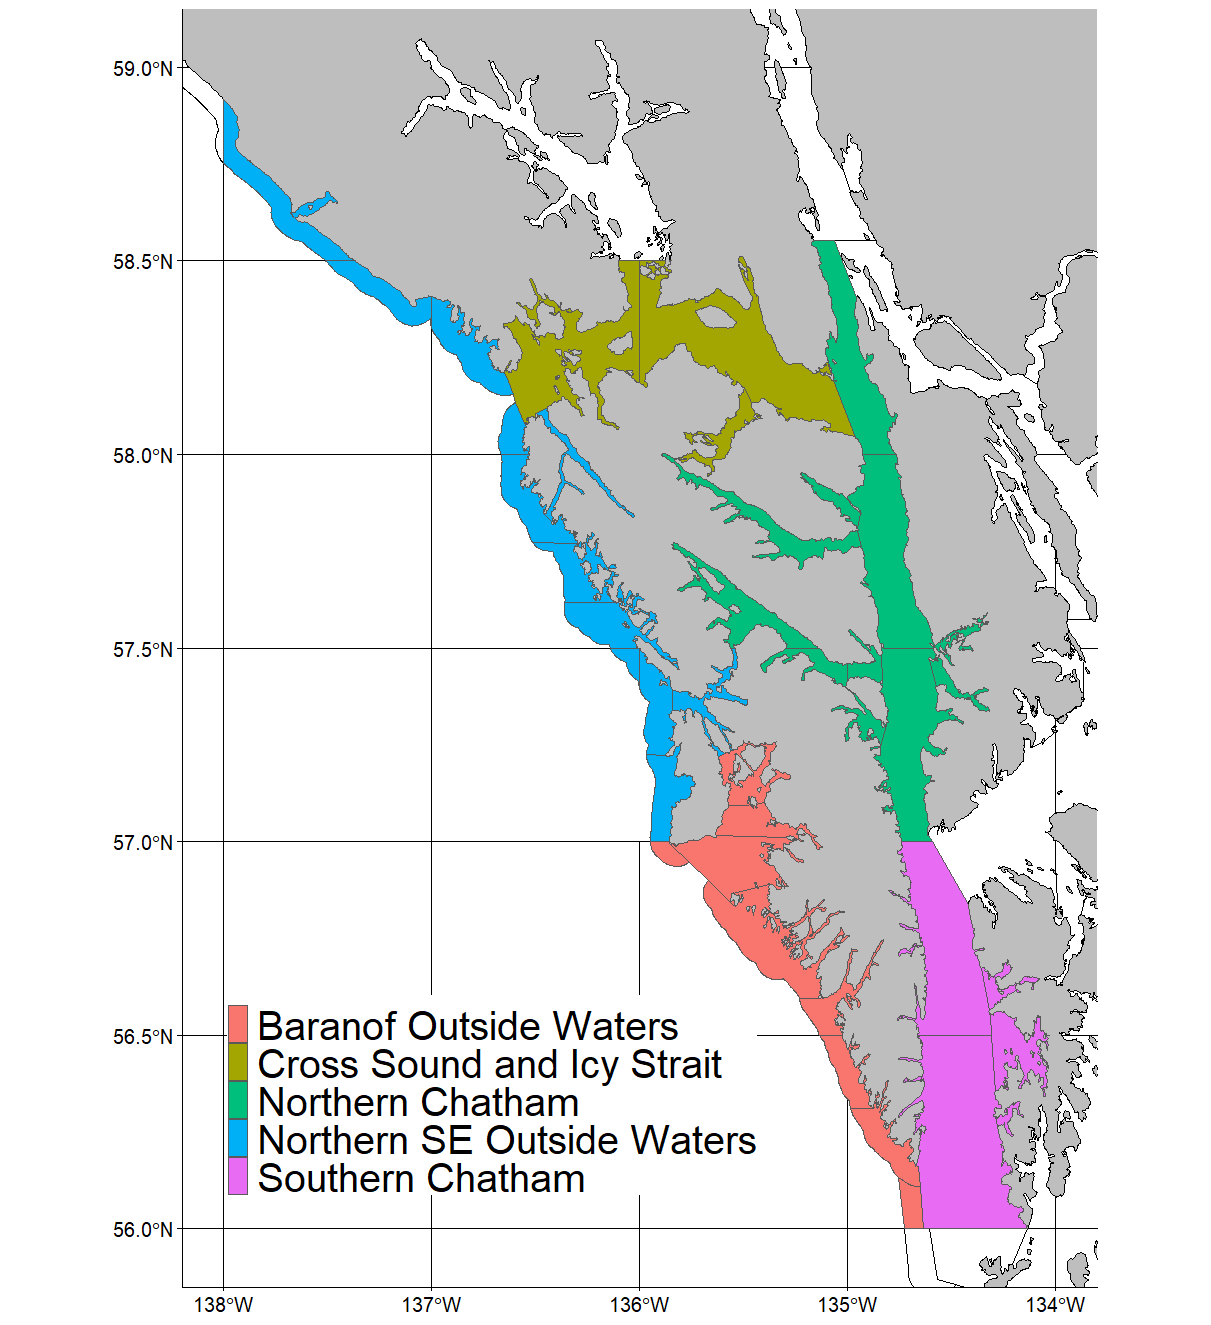 59.0°N
58.5°N
58.0°N
57.5°N
57.0°N
56.5°N
56.0°N
Baranof Outside Waters
Cross Sound and Icy Strait
Northern Chatham
Northern SE Outside Waters
Southern Chatham
138°W 137°W 136°W 135°W 134°W